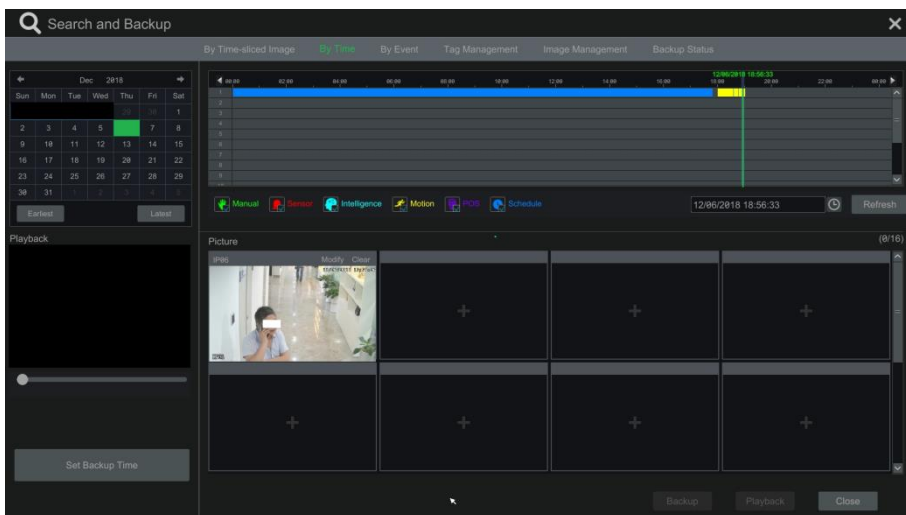 Search and Backup
By Time-sliced Image By Time By Event Tag Management Image Management Backup Status
Dec 2018
Sun Mon Tue Wed Thu Fri Sat
1
2 3 4 5 7 8
9 10 11 12 13 14 15
16 17 18 19 20 21 22
23 24 25 26 27 28 29
30 31
Earliest Latest
Playback
Set Backup Time
12/06/2018 18:56:33
00:00 02:00 04:00 06:00 08:00 10:00 12:00 14:00 16:00 18:00 20:00 22:00 00:00
Manual Sensor Intelligence Motion POS Schedule
12/06/2018 18:56:33 Refresh
Picture (0/16)
IP06 Modify Clear
Backup Playback Close